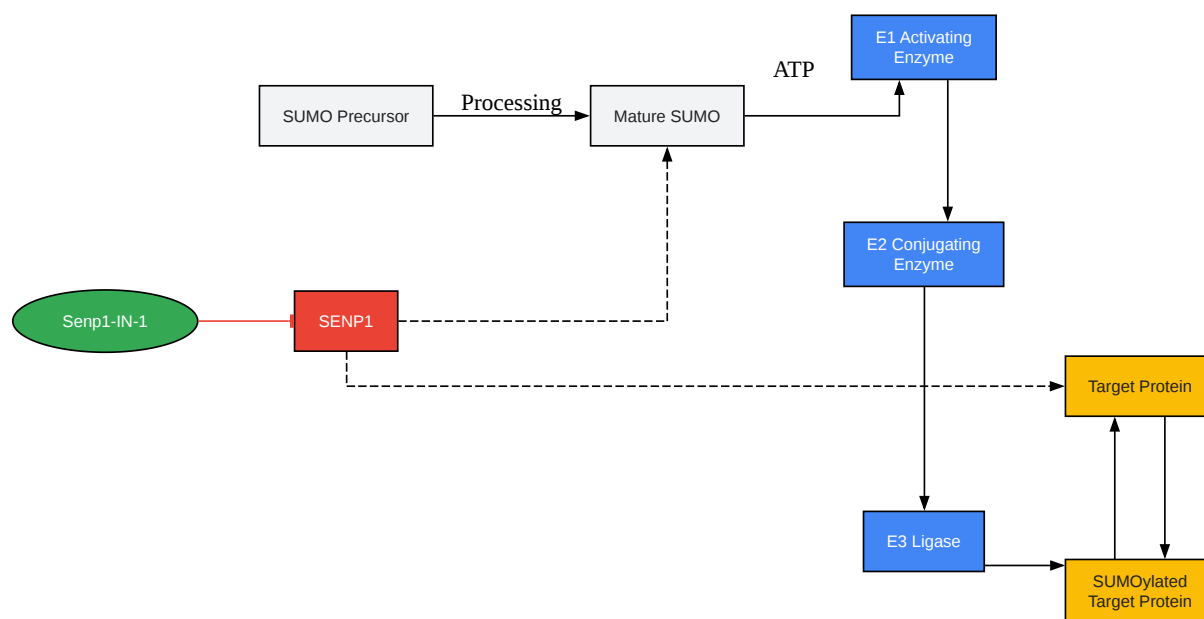 E1 Activating
Enzyme
ATP
SUMO Precursor
Processing
Mature SUMO
E2 Conjugating
Enzyme
Senp1-IN-1
SENP1
Target Protein
E3 Ligase
SUMOylated
Target Protein